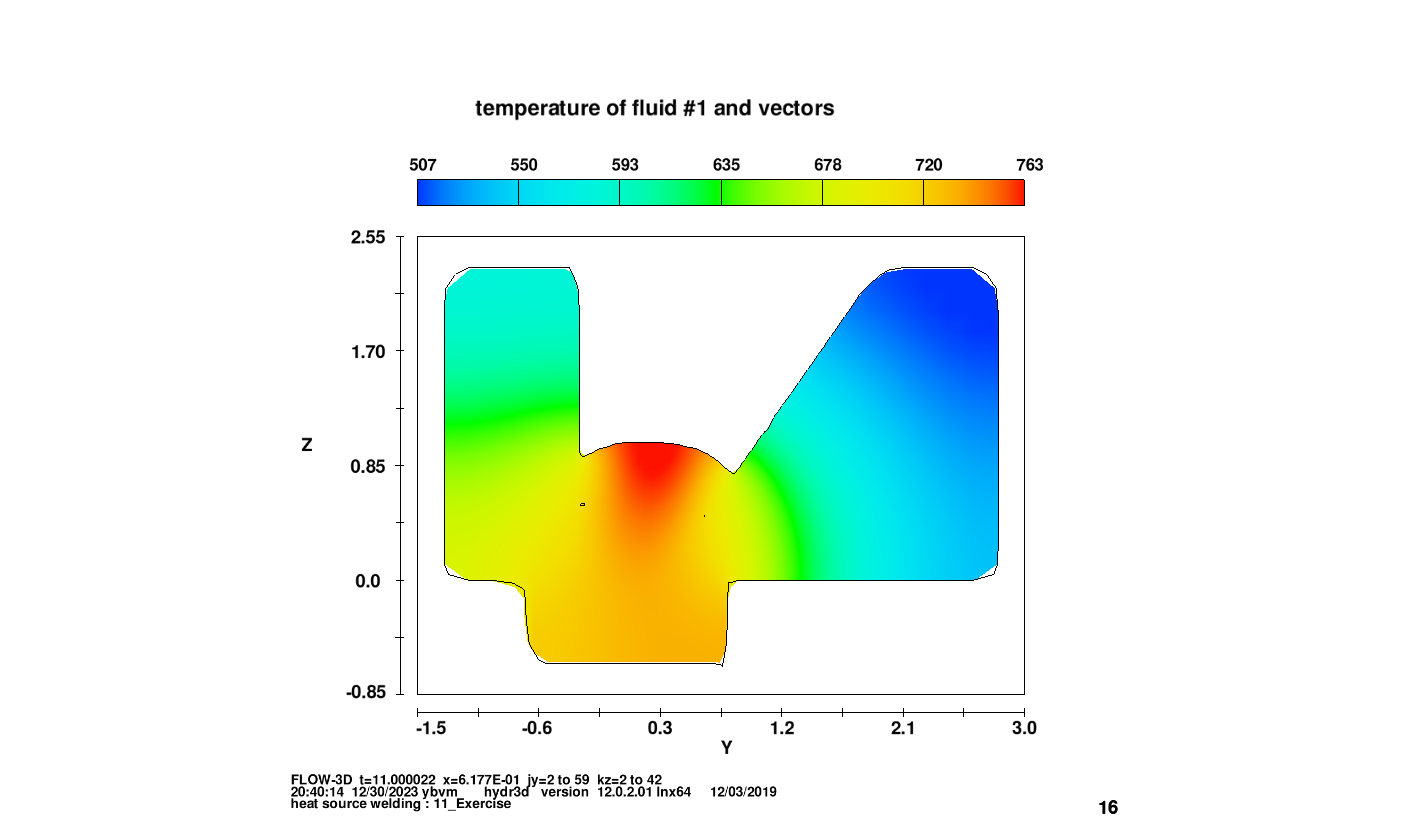 temperature of fluid #1 and vectors
507 550 593 635 678 720 763
2.55
1.70
Z
0.85
0.0
-0.85
-1.5 -0.6 0.3 1.2 2.1 3.0
Y
FLOW-3D t=11.000022 x=6.177E-01 jy=2 to 59 kz=2 to 42
20:40:14 12/30/2023 ybvm hydr3d version 12.0.2.01 lnx64 12/03/2019
heat source welding : 11_Exercise
16